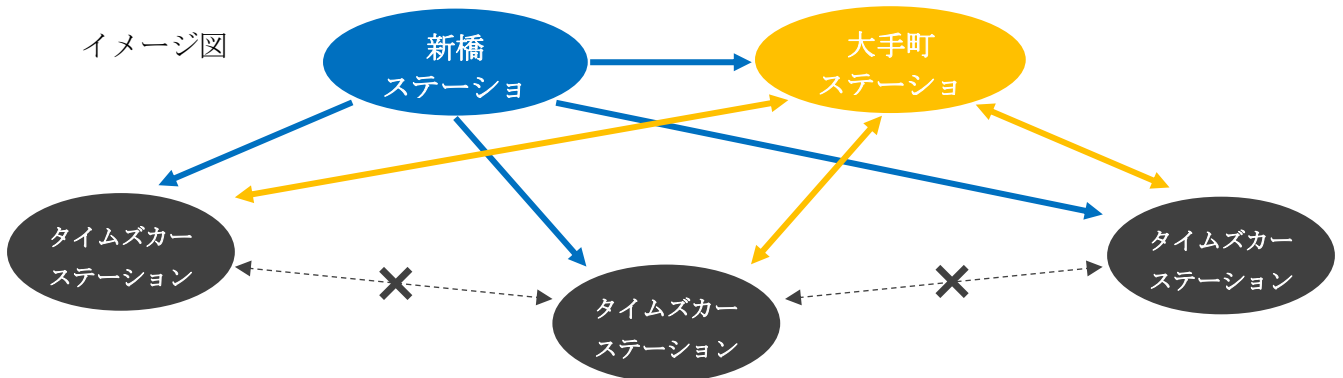 イメージ図
新橋
ステーショ
大手町
ステーショ
タイムズカー
ステーション
タイムズカー
ステーション
タイムズカー
ステーション